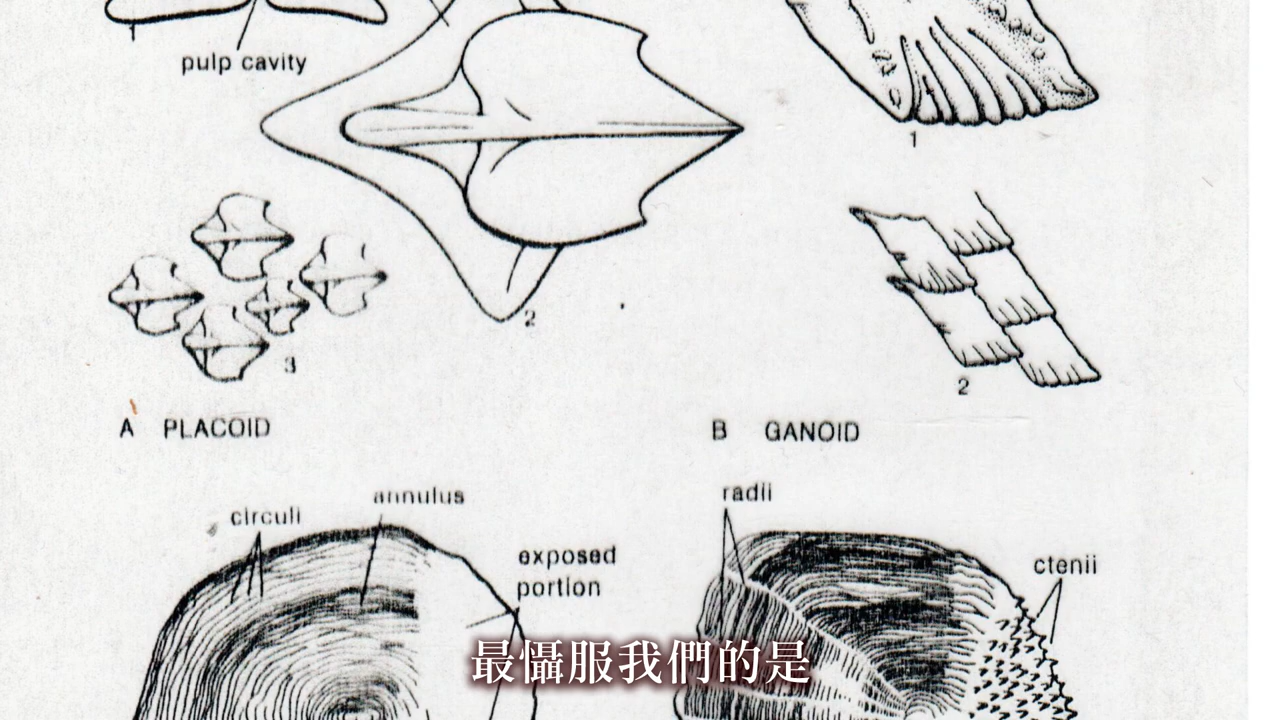 pulp cavity
1
2
3
2
A PLACOID
B GANOID
annulus
radii
circuli
exposed
portion
ctenii
最懾服我們的是